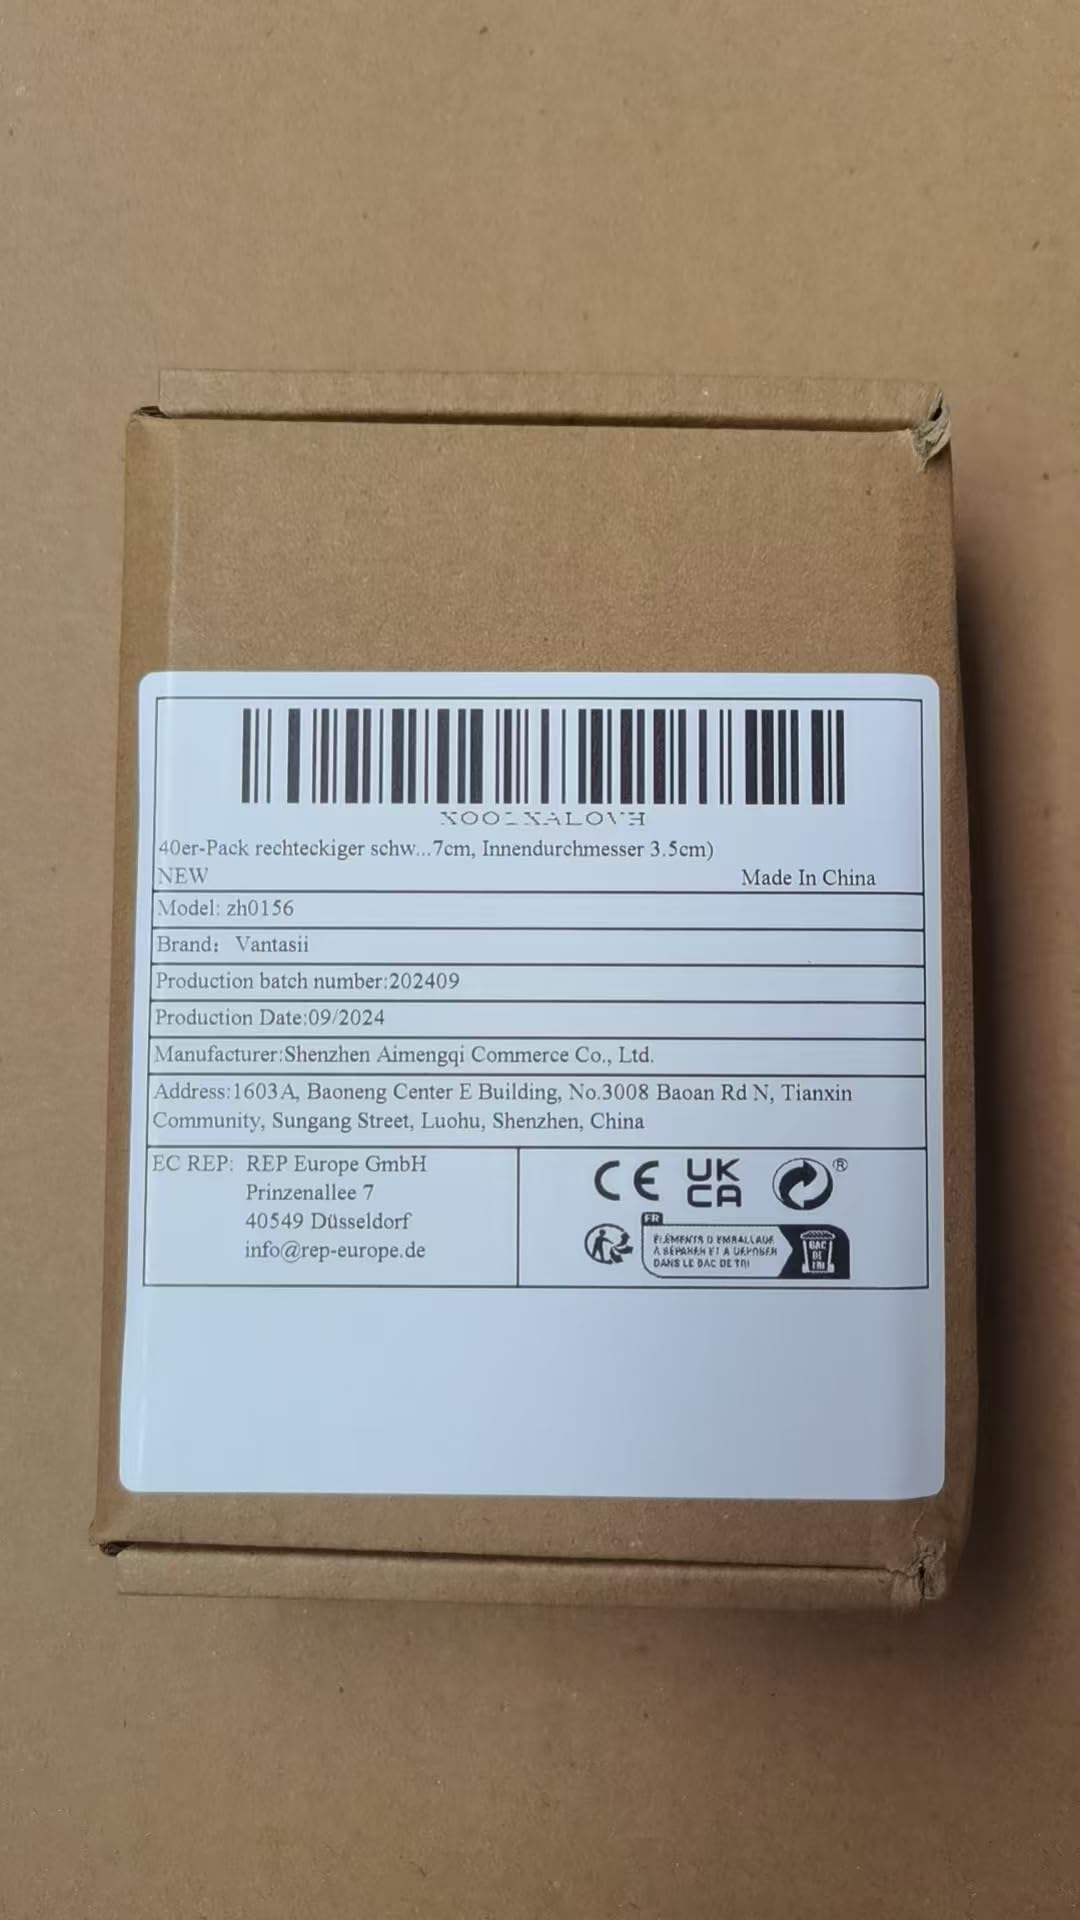 40er-Pack rechteckiger schw...7cm, Innendurchmesser 3.5cm)
NEW
Made In China
Model: zh0156
Brand: Vantasii
Production batch number:202409
Production Date:09/2024
Manufacturer:Shenzhen Aimengqi Commerce Co., Ltd.
Address:1603A, Baoneng Center E Building, No.3008 Baoan Rd N, Tianxin
Community, Sungang Street, Luohu, Shenzhen, China
EC REP: REP Europe GmbH
Prinzenallee 7
40549 Düsseldorf
info@rep-europe.de
CE UK
CA ®
FR
ÉLÉMENTS D'EMBALLAGE
À SÉPARER ET À DÉPOSER
DANS LE BAC DE TRI
BAC
DE
TRI